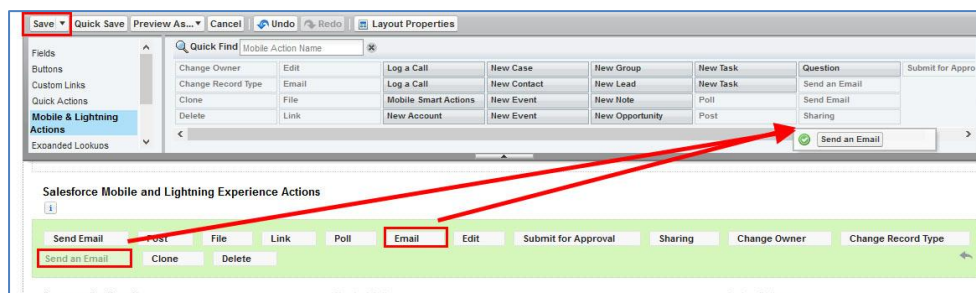 Save Quick Save Preview As... Cancel Undo Redo Layout Properties
Fields
Buttons
Custom Links
Quick Actions
Mobile & Lightning
Actions
Expanded Lookups
Quick Find Mobile Action Name
Change Owner Edit Log a Call New Case New Group New Task Question Submit for Appro
Change Record Type Email Log a Call New Contact New Lead New Task Send an Email
Clone File Mobile Smart Actions New Event New Note Poll Send Email
Delete Link New Account New Event New Opportunity Post Sharing
Send an Email
Salesforce Mobile and Lightning Experience Actions
i
Send Email Post File Link Poll Email Edit Submit for Approval Sharing Change Owner Change Record Type
Send an Email Clone Delete